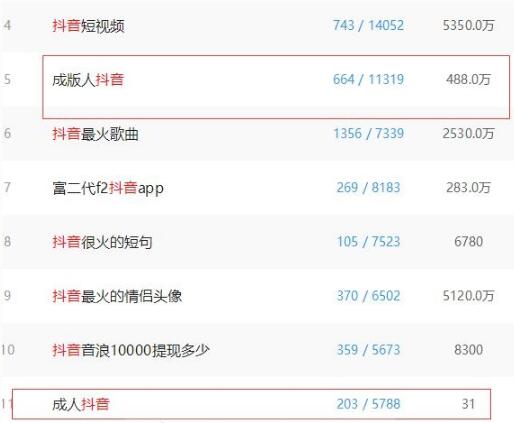 4 抖音短视频 743 / 14052 5350.0万
5 成版人抖音 664 / 11319 488.0万
6 抖音最火歌曲 1356 / 7339 2530.0万
7 富二代f2抖音app 269 / 8183 283.0万
8 抖音很火的短句 105 / 7523 6780
9 抖音最火的情侣头像 370 / 6502 5120.0万
10 抖音音浪10000提现多少 359 / 5673 8300
11 成人抖音 203 / 5788 31